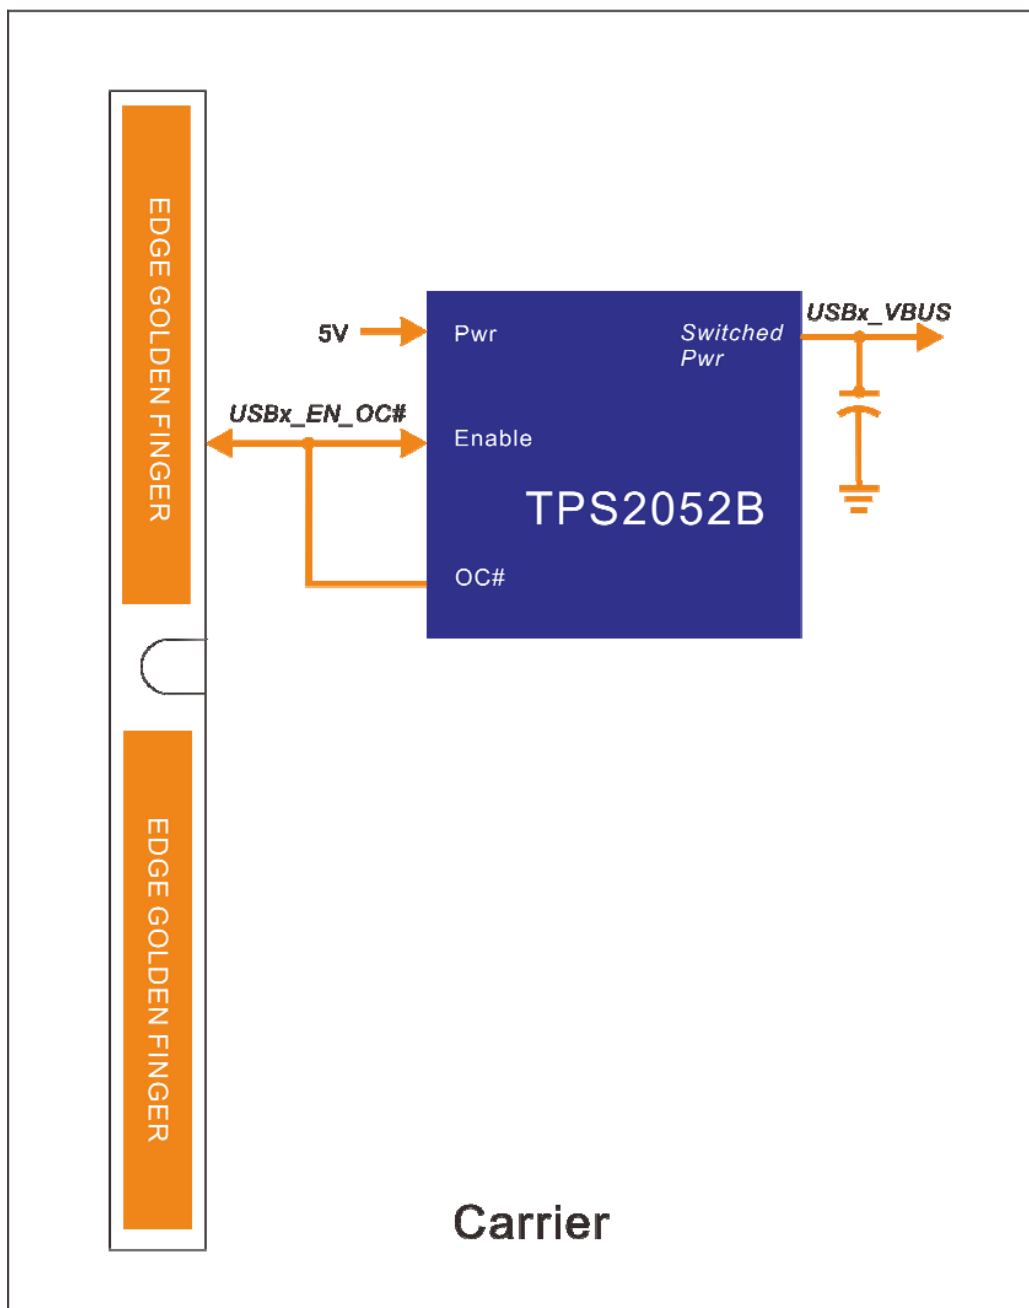 EDGE GOLDEN FINGER
USBx_VBUS
5V
Pwr
Switched
Pwr
USBx_EN_OC#
Enable
TPS2052B
OC#
EDGE GOLDEN FINGER
Carrier